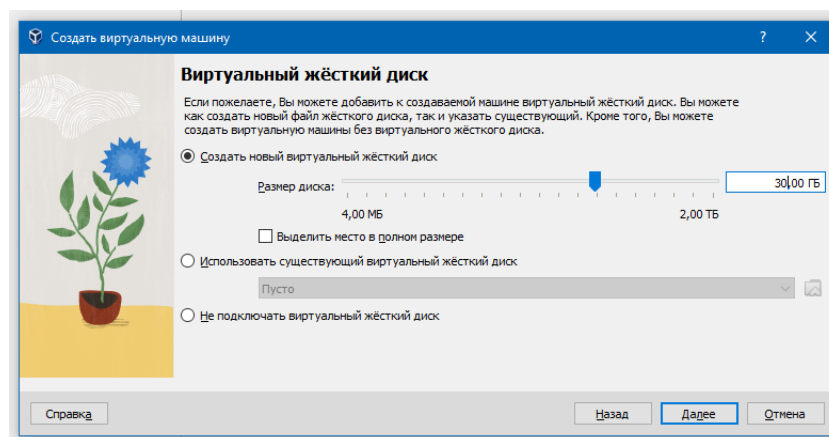 Создать виртуальную машину
?
Виртуальный жёсткий диск
Если пожелаете, Вы можете добавить к создаваемой машине виртуальный жёсткий диск. Вы можете
как создать новый файл жёсткого диска, так и указать существующий. Кроме того, Вы можете
создать виртуальную машины без виртуального жёсткого диска.
Создать новый виртуальный жёсткий диск
Размер диска: 30,00 ГБ
4,00 МБ 2,00 ТБ
Выделить место в полном размере
Использовать существующий виртуальный жёсткий диск
Пусто
Не подключать виртуальный жёсткий диск
Справка Назад Далее Отмена